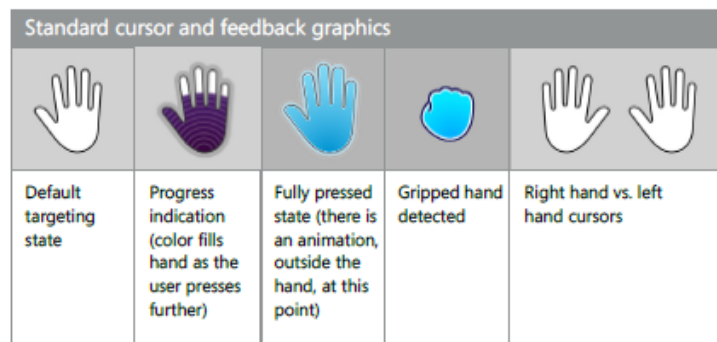 Standard cursor and feedback graphics
Default
targeting
state
Progress
indication
(color fills
hand as the
user presses
further)
Fully pressed
state (there is
an animation,
outside the
hand, at this
point)
Gripped hand
detected
Right hand vs. left
hand cursors